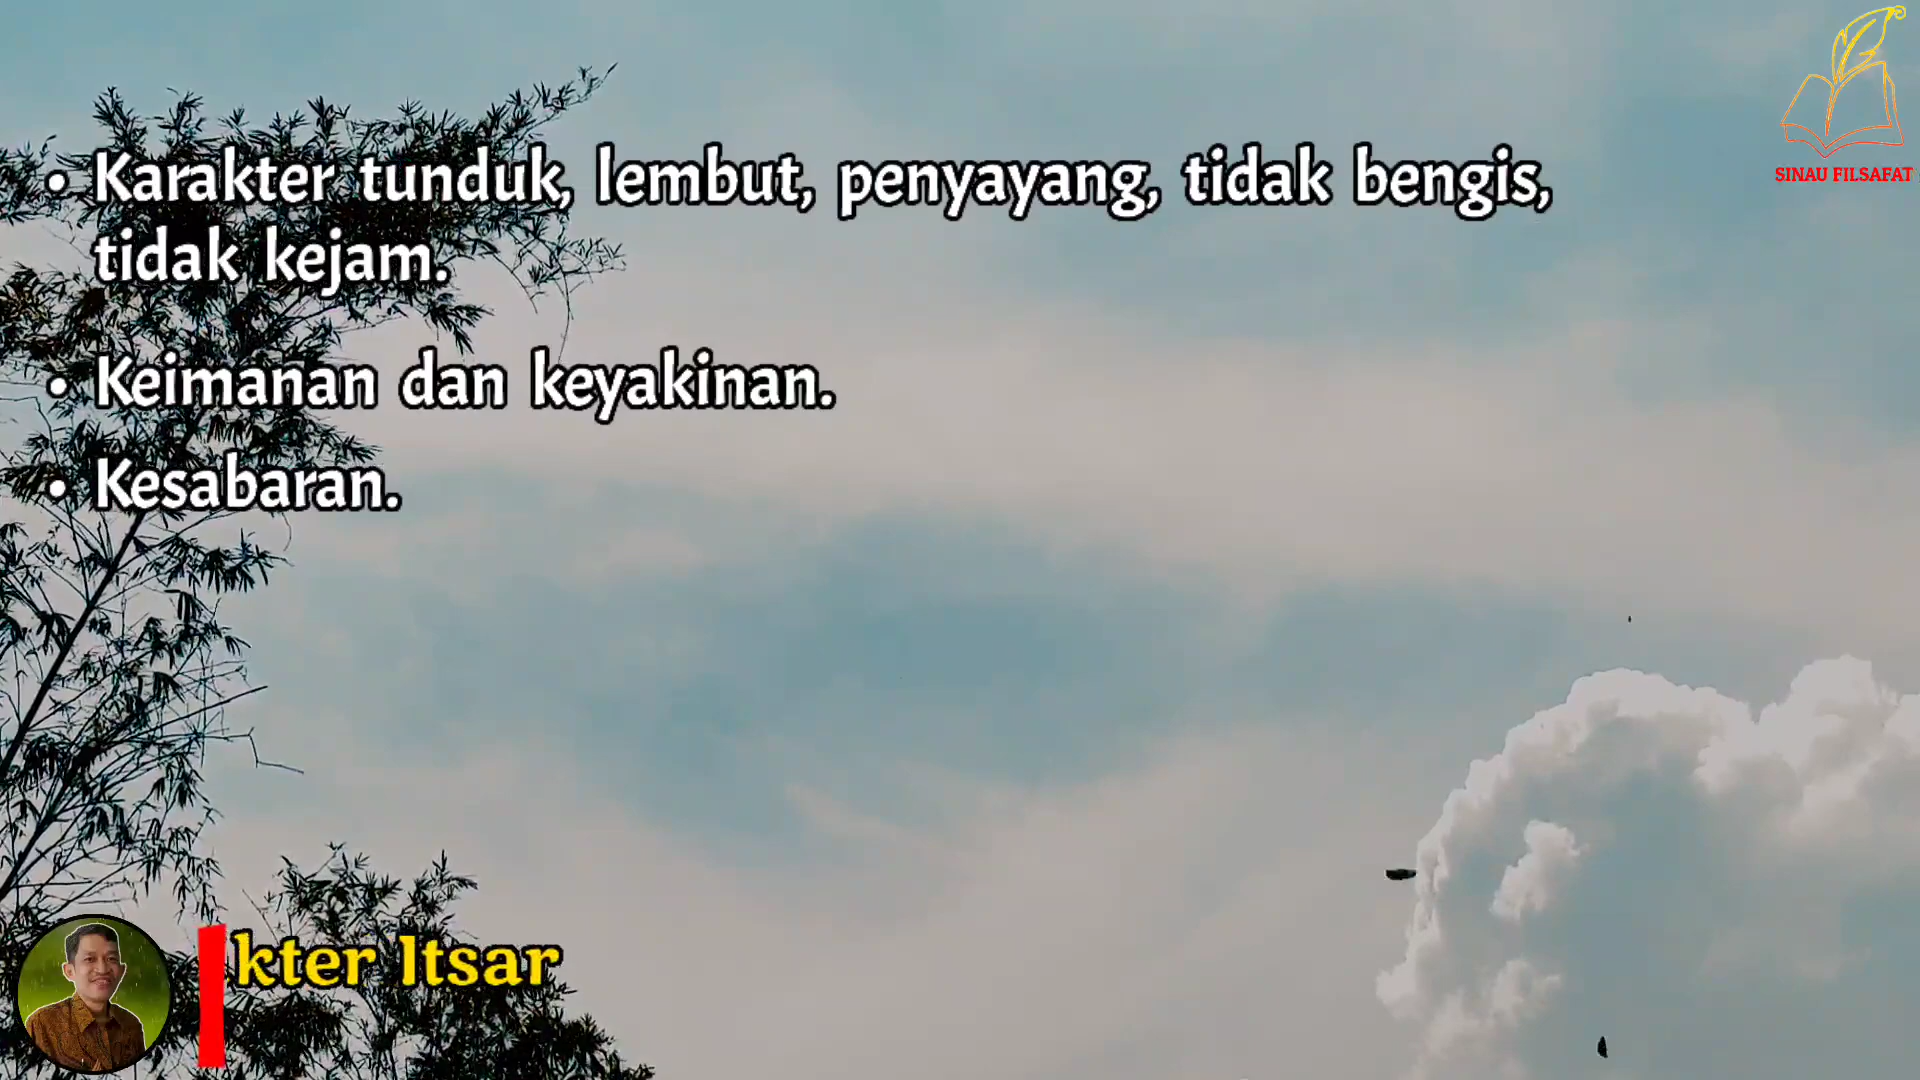 SINAU FILSAFAT
• Karakter tunduk, lembut, penyayang, tidak bengis,
tidak kejam.
• Keimanan dan keyakinan.
• Kesabaran.
kter Itsar